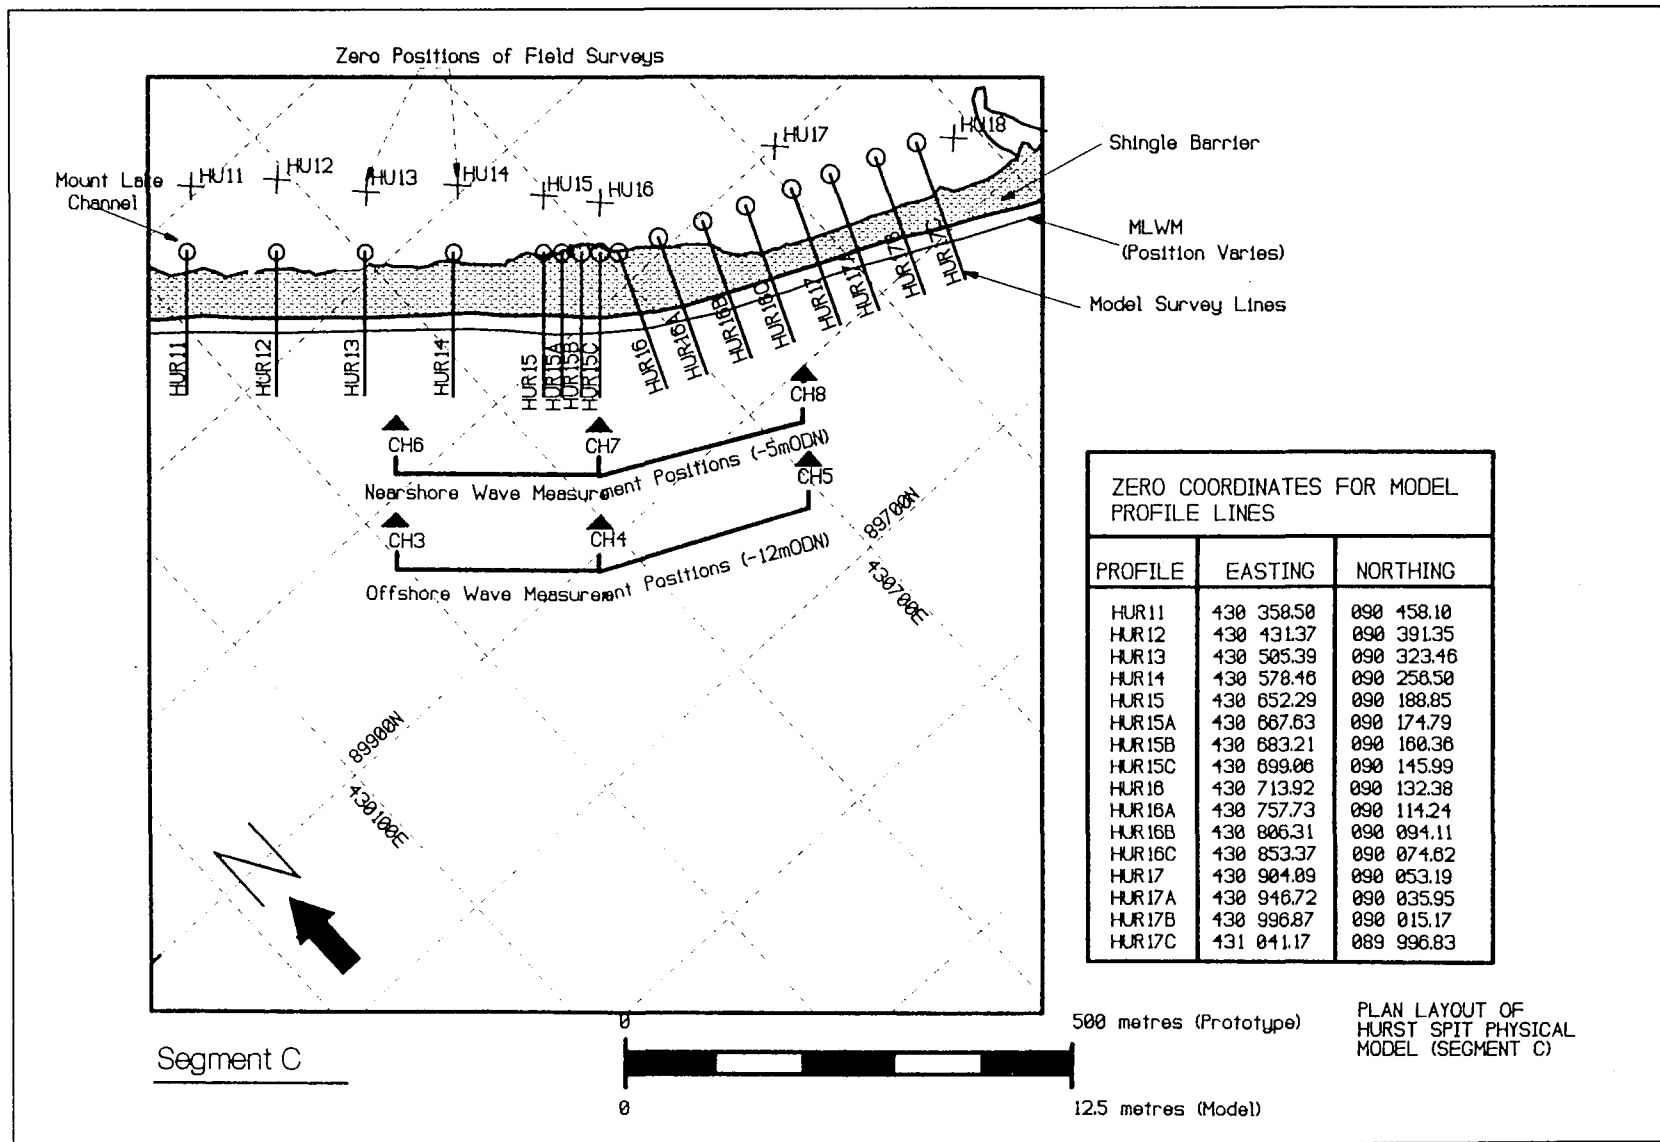 Zero Positions of Field Surveys
HU11
HU12
HU13
HU14
HU15
HU16
HU17
HU18
Mount Lake
Channel
Shingle Barrier
MLWM
(Position Varies)
Model Survey Lines
HUR11
HUR12
HUR13
HUR14
HUR15
HUR15A
HUR15B
HUR15C
HUR16
HUR16A
HUR16B
HUR16C
HUR17
HUR17A
HUR17B
HUR17C
CH6
CH7
CH8
Nearshore Wave Measurement Positions (-5mODN)
CH3
CH4
CH5
Offshore Wave Measurement Positions (-12mODN)
89700N
430700E
89900N
430100E
ZERO COORDINATES FOR MODEL
PROFILE LINES
PROFILE EASTING NORTHING
HUR11 430 358.50 090 458.10
HUR12 430 431.37 090 391.35
HUR13 430 505.39 090 323.46
HUR14 430 578.46 090 256.50
HUR15 430 652.29 090 188.85
HUR15A 430 667.63 090 174.79
HUR15B 430 683.21 090 160.36
HUR15C 430 699.06 090 145.99
HUR16 430 713.92 090 132.38
HUR16A 430 757.73 090 114.24
HUR16B 430 806.31 090 094.11
HUR16C 430 853.37 090 074.62
HUR17 430 904.09 090 053.19
HUR17A 430 946.72 090 035.95
HUR17B 430 996.87 090 015.17
HUR17C 431 041.17 089 996.83
N
Segment C
0
500 metres (Prototype)
0
12.5 metres (Model)
PLAN LAYOUT OF
HURST SPIT PHYSICAL
MODEL (SEGMENT C)